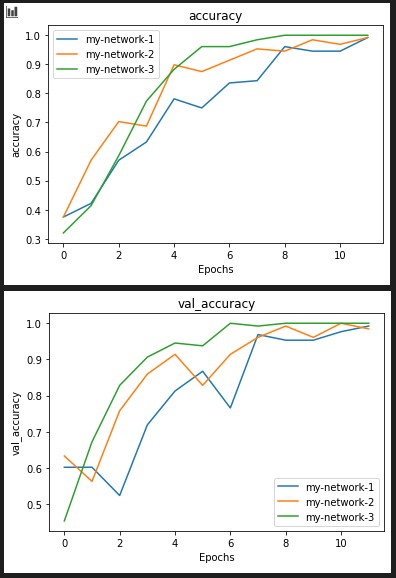 accuracy
my-network-1
my-network-2
my-network-3
1.0
0.9
0.8
0.7
0.6
0.5
0.4
0.3
accuracy
0 2 4 6 8 10
Epochs
val_accuracy
1.0
0.9
0.8
0.7
0.6
0.5
val_accuracy
my-network-1
my-network-2
my-network-3
0 2 4 6 8 10
Epochs